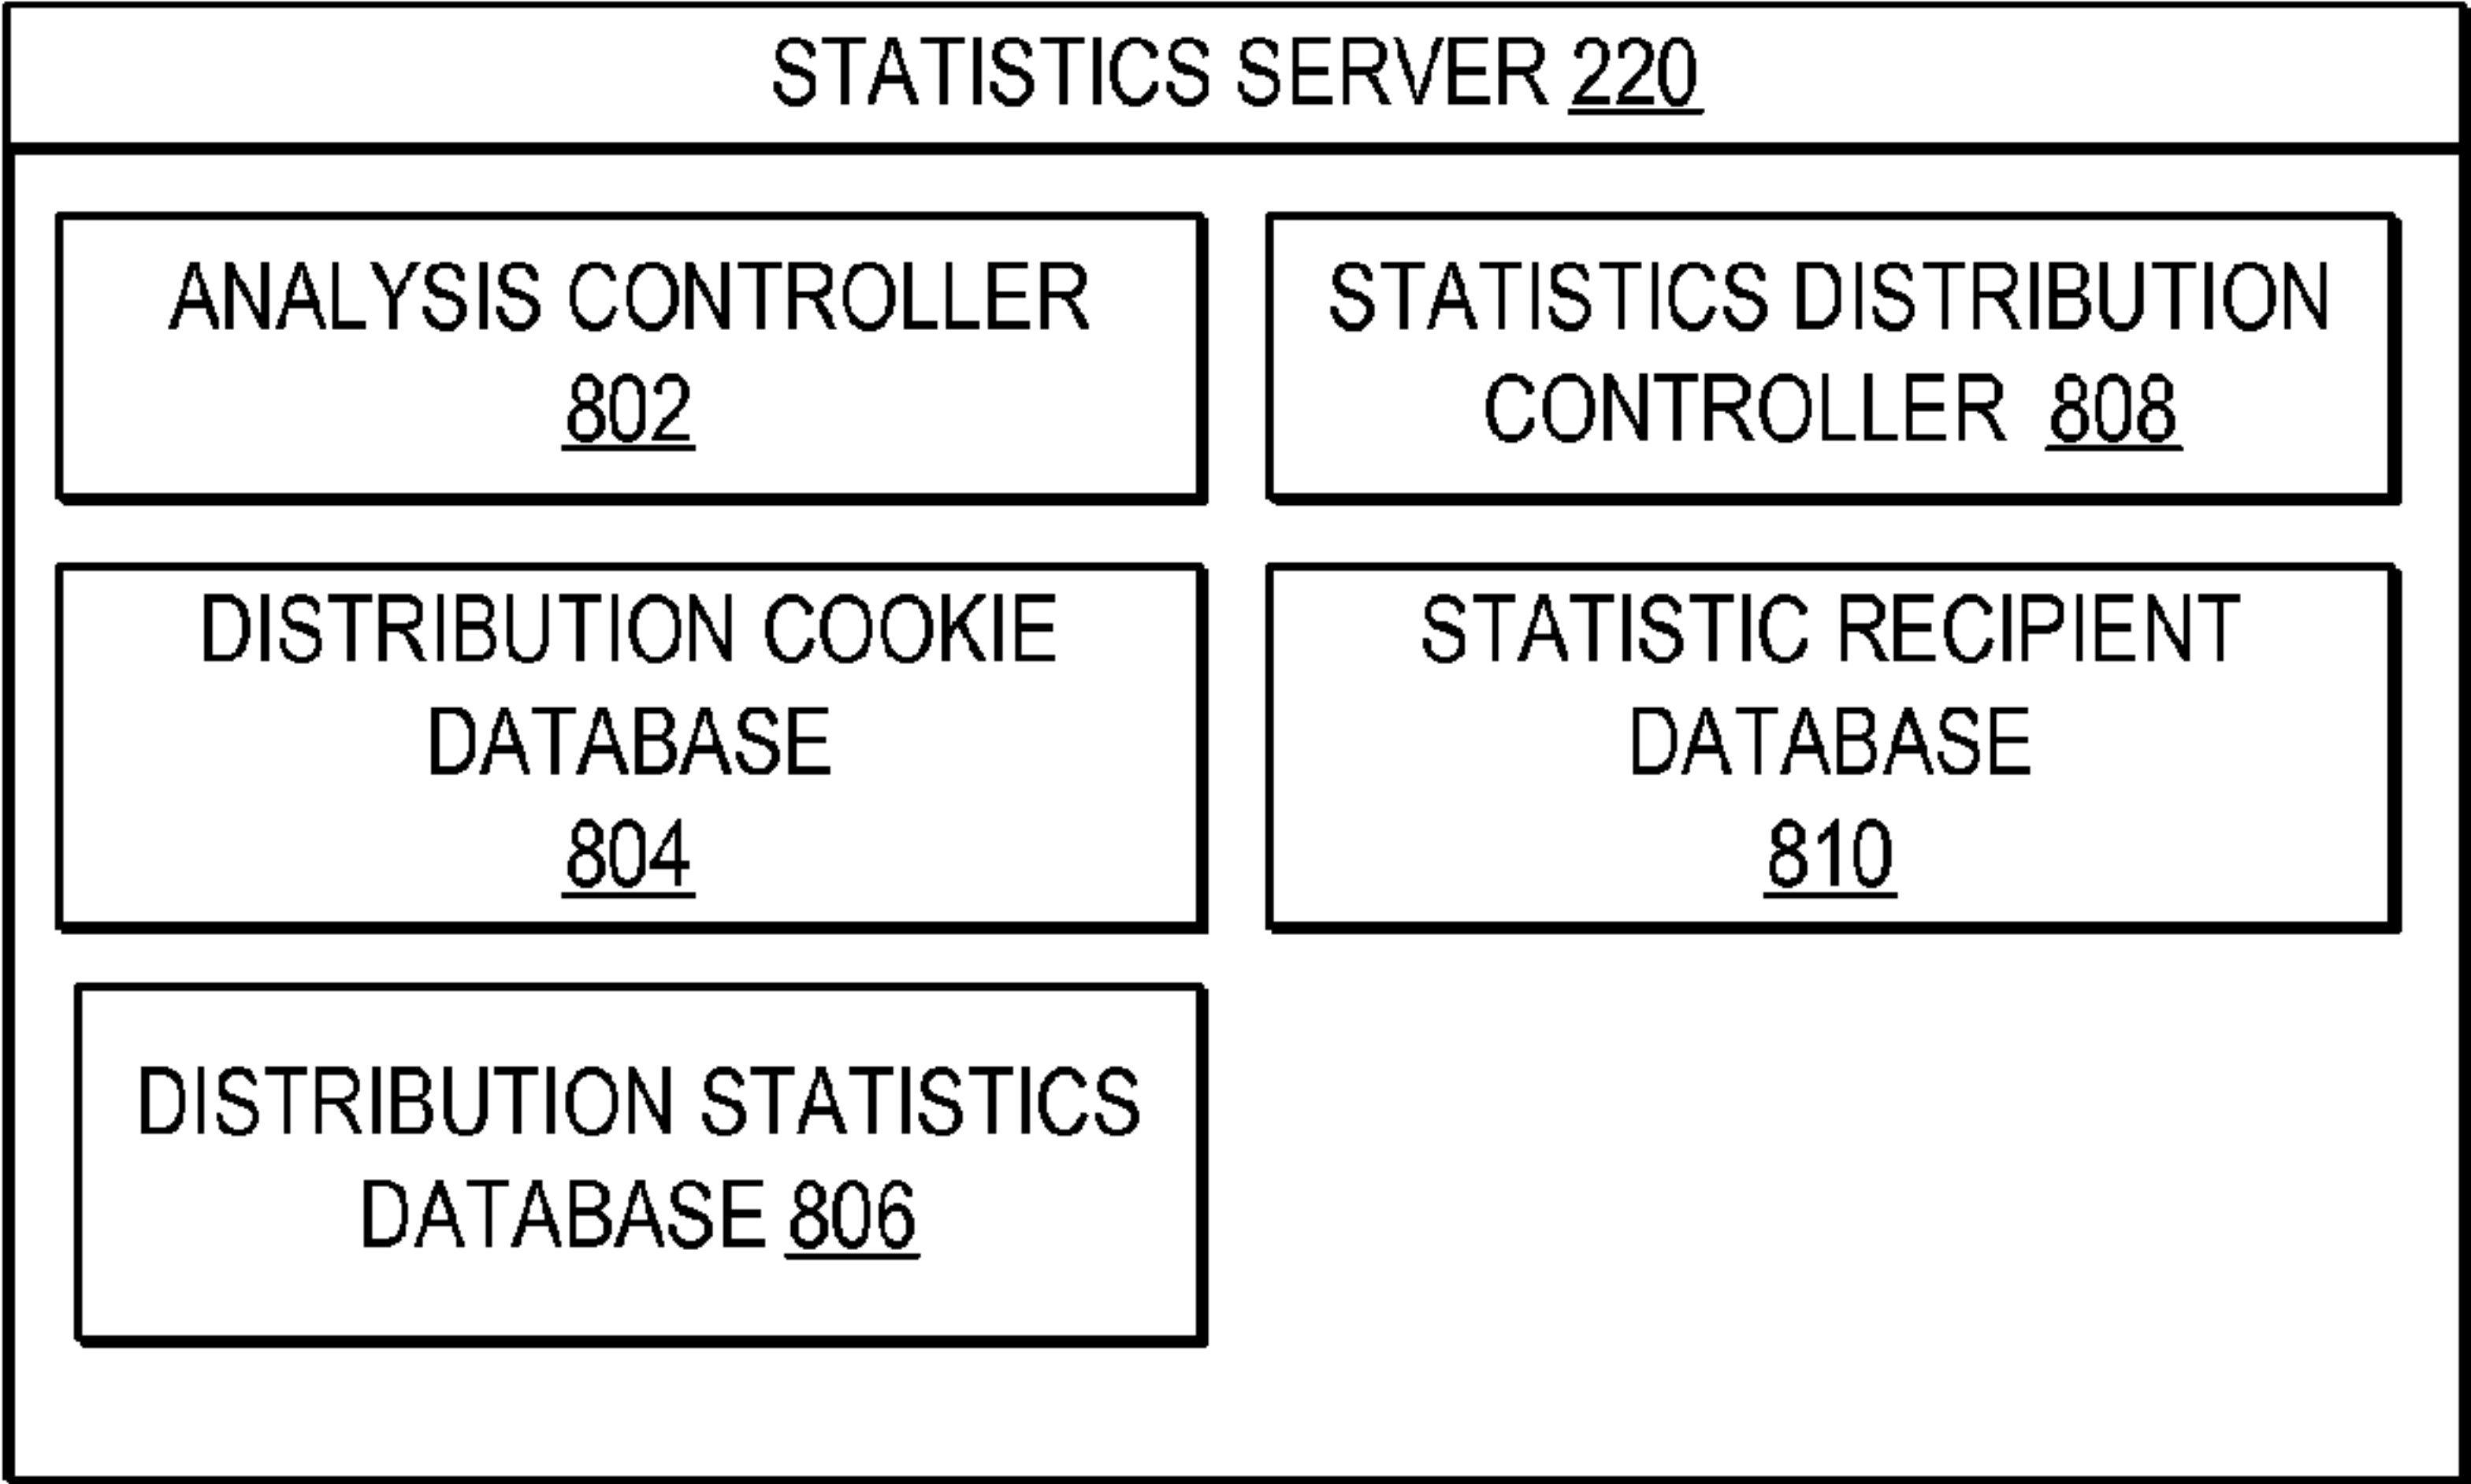 STATISTICS SERVER 220
ANALYSIS CONTROLLER
802
STATISTICS DISTRIBUTION
CONTROLLER 808
DISTRIBUTION COOKIE
DATABASE
804
STATISTIC RECIPIENT
DATABASE
810
DISTRIBUTION STATISTICS
DATABASE 806